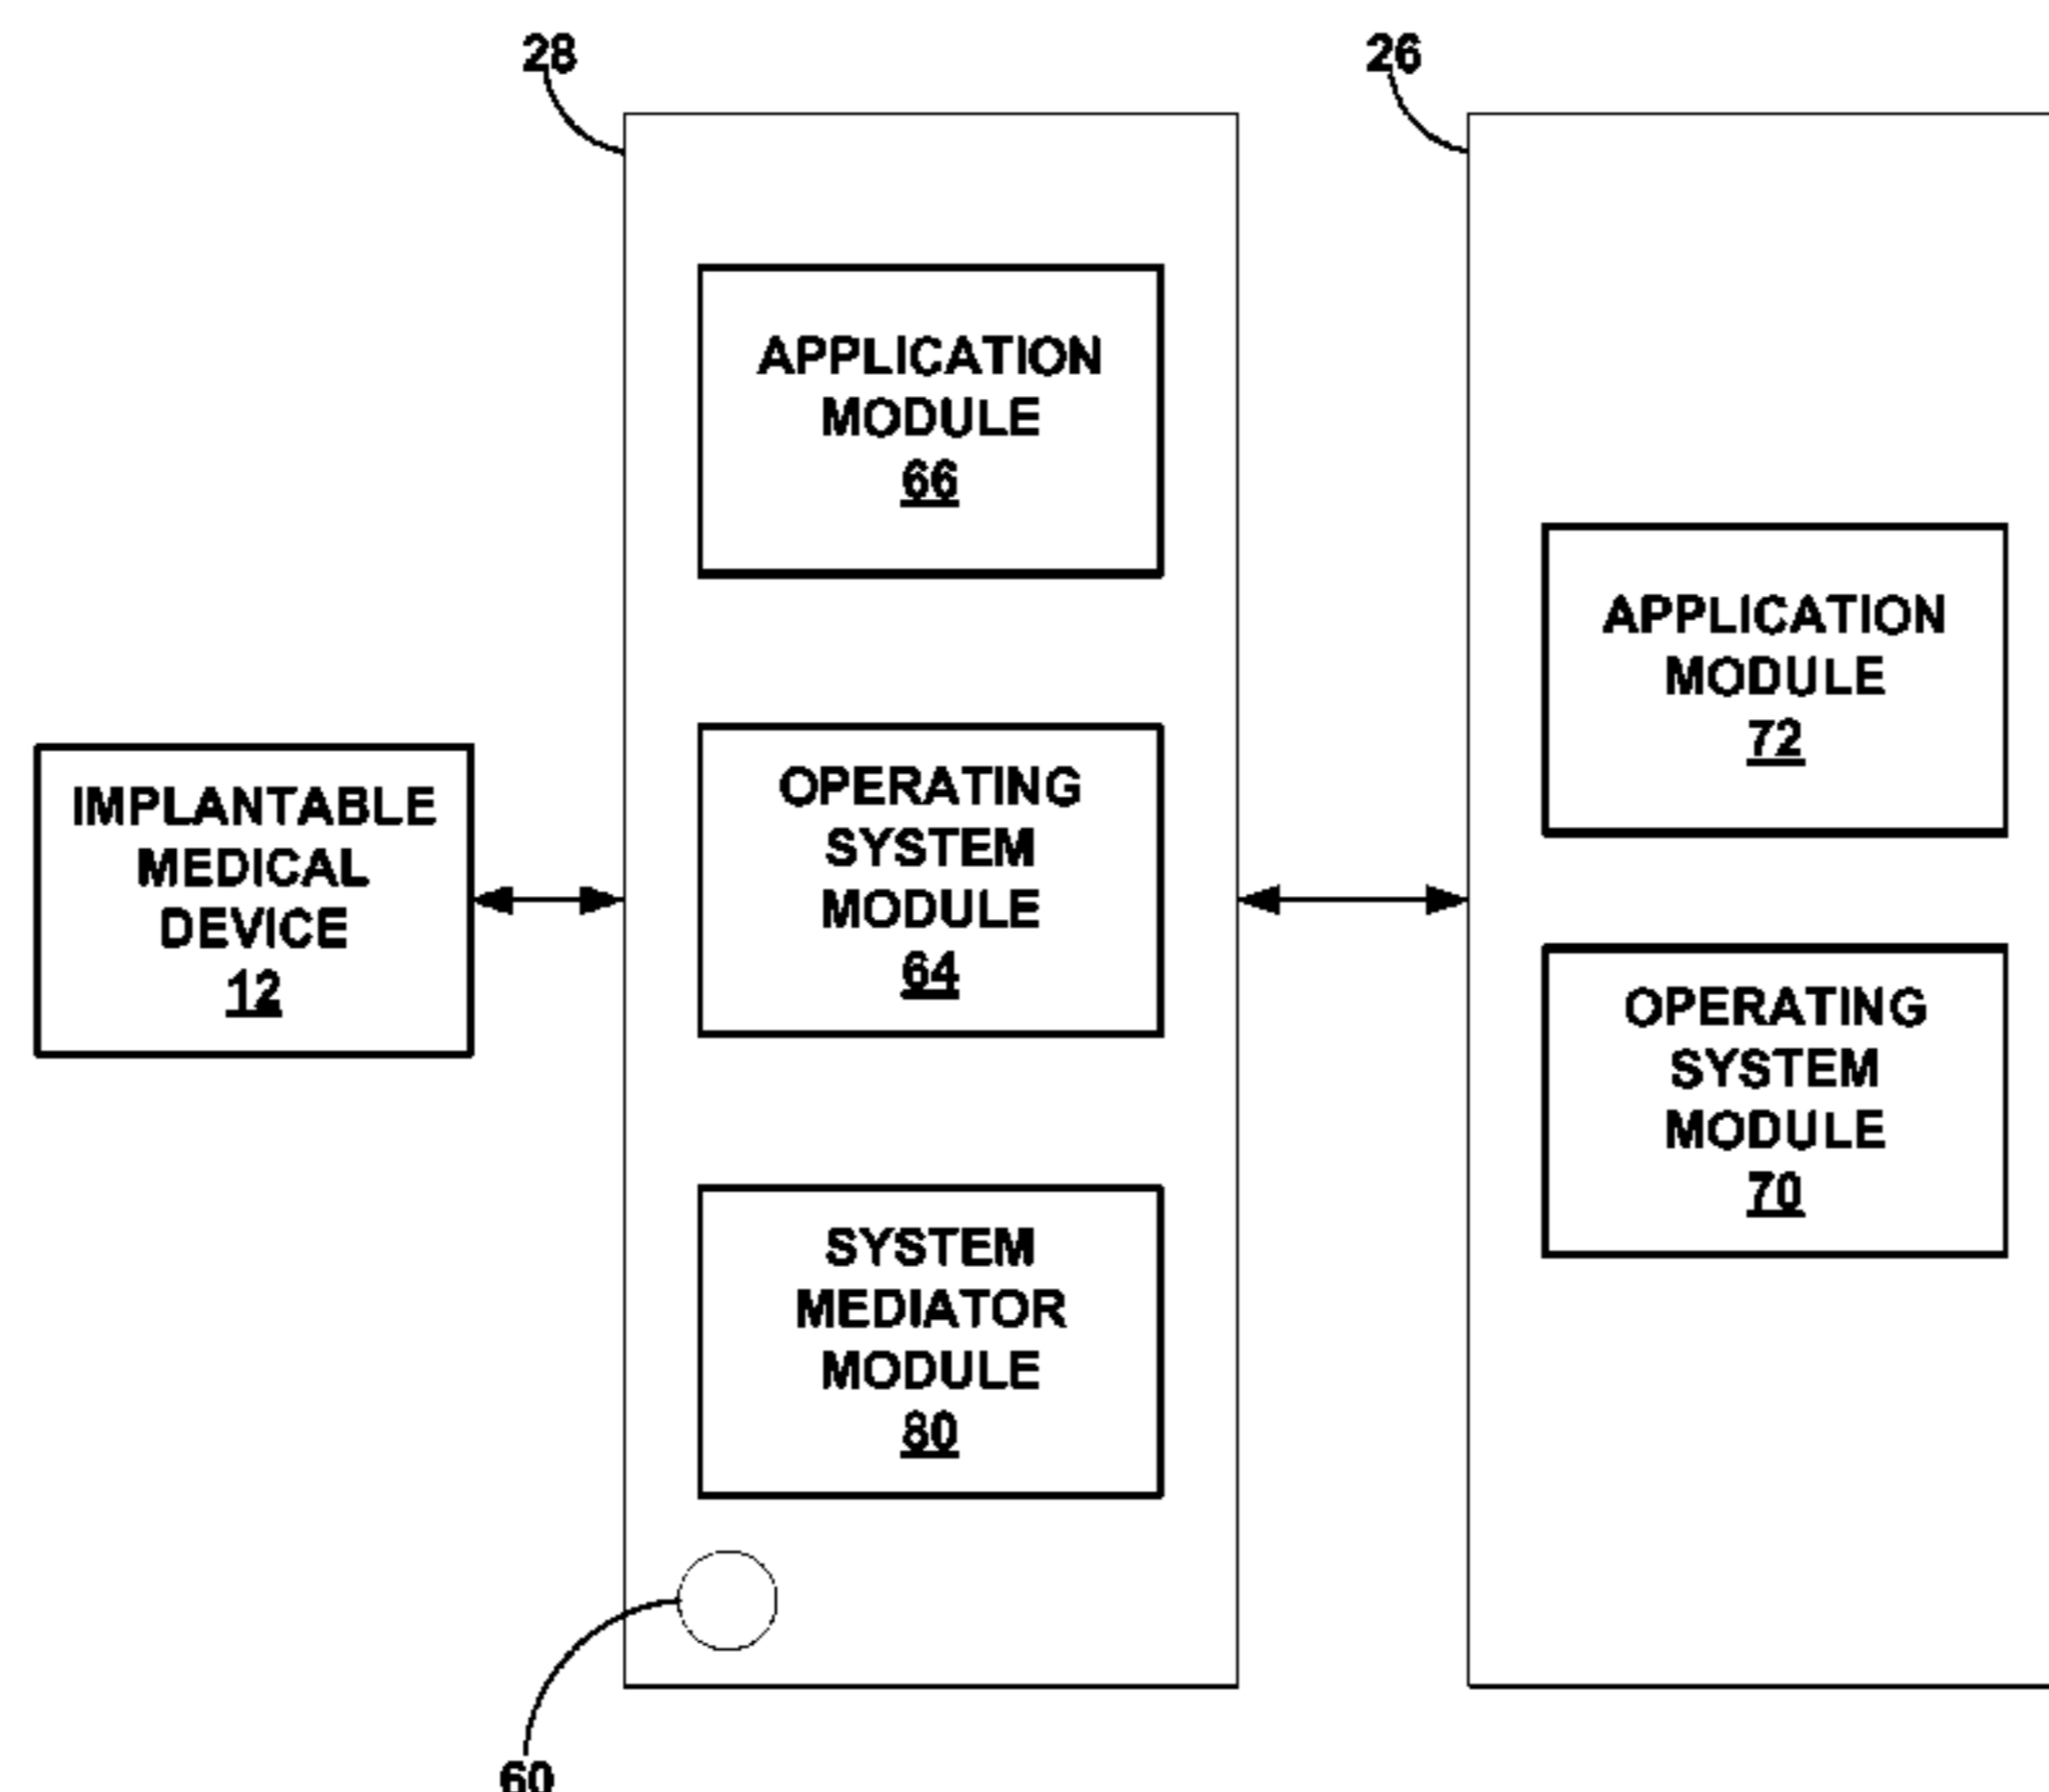 28
26
APPLICATION
MODULE
66
APPLICATION
MODULE
72
IMPLANTABLE
MEDICAL
DEVICE
12
OPERATING
SYSTEM
MODULE
64
OPERATING
SYSTEM
MODULE
70
SYSTEM
MEDIATOR
MODULE
80
60